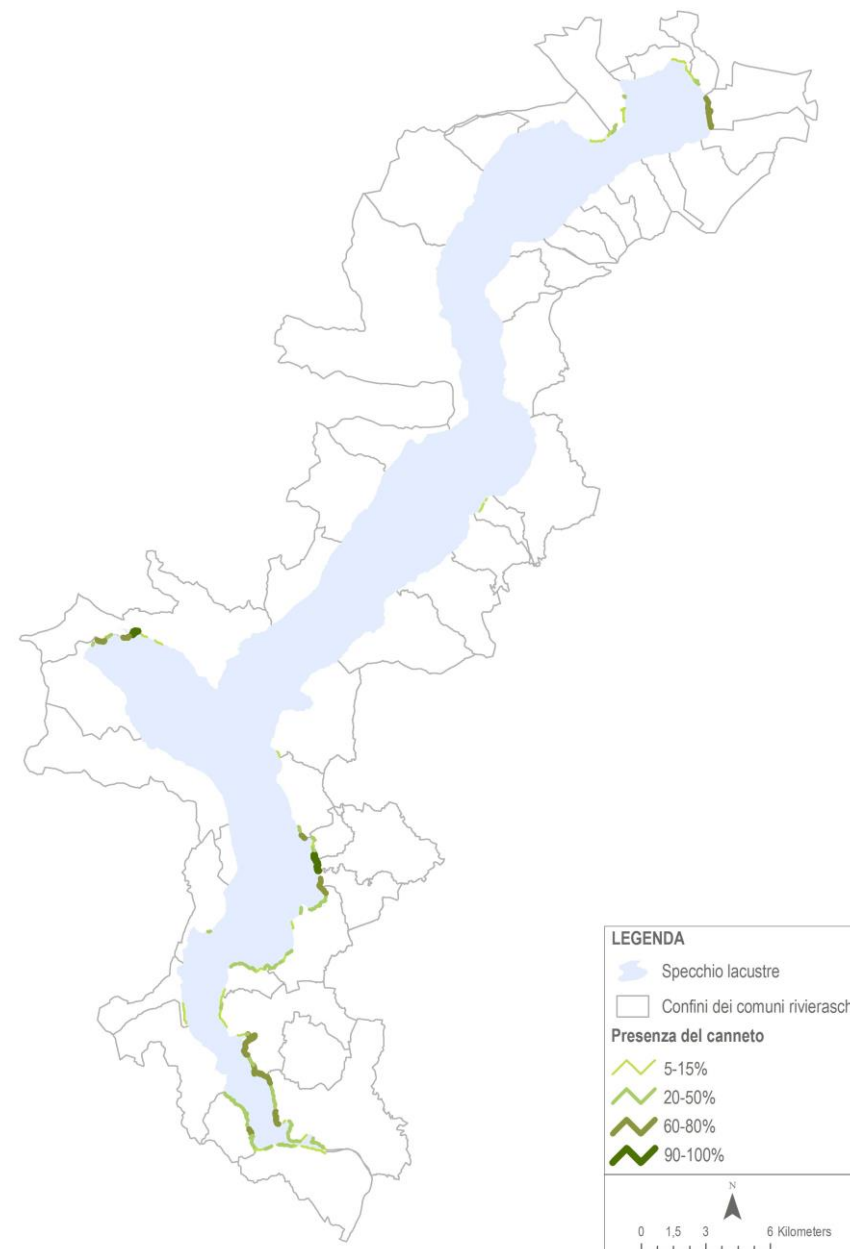 LEGENDA
Specchio lacustre
Confini dei comuni rivierasch
Presenza del canneto
5-15%
20-50%
60-80%
90-100%
N
0 1,5 3 6 Kilometers